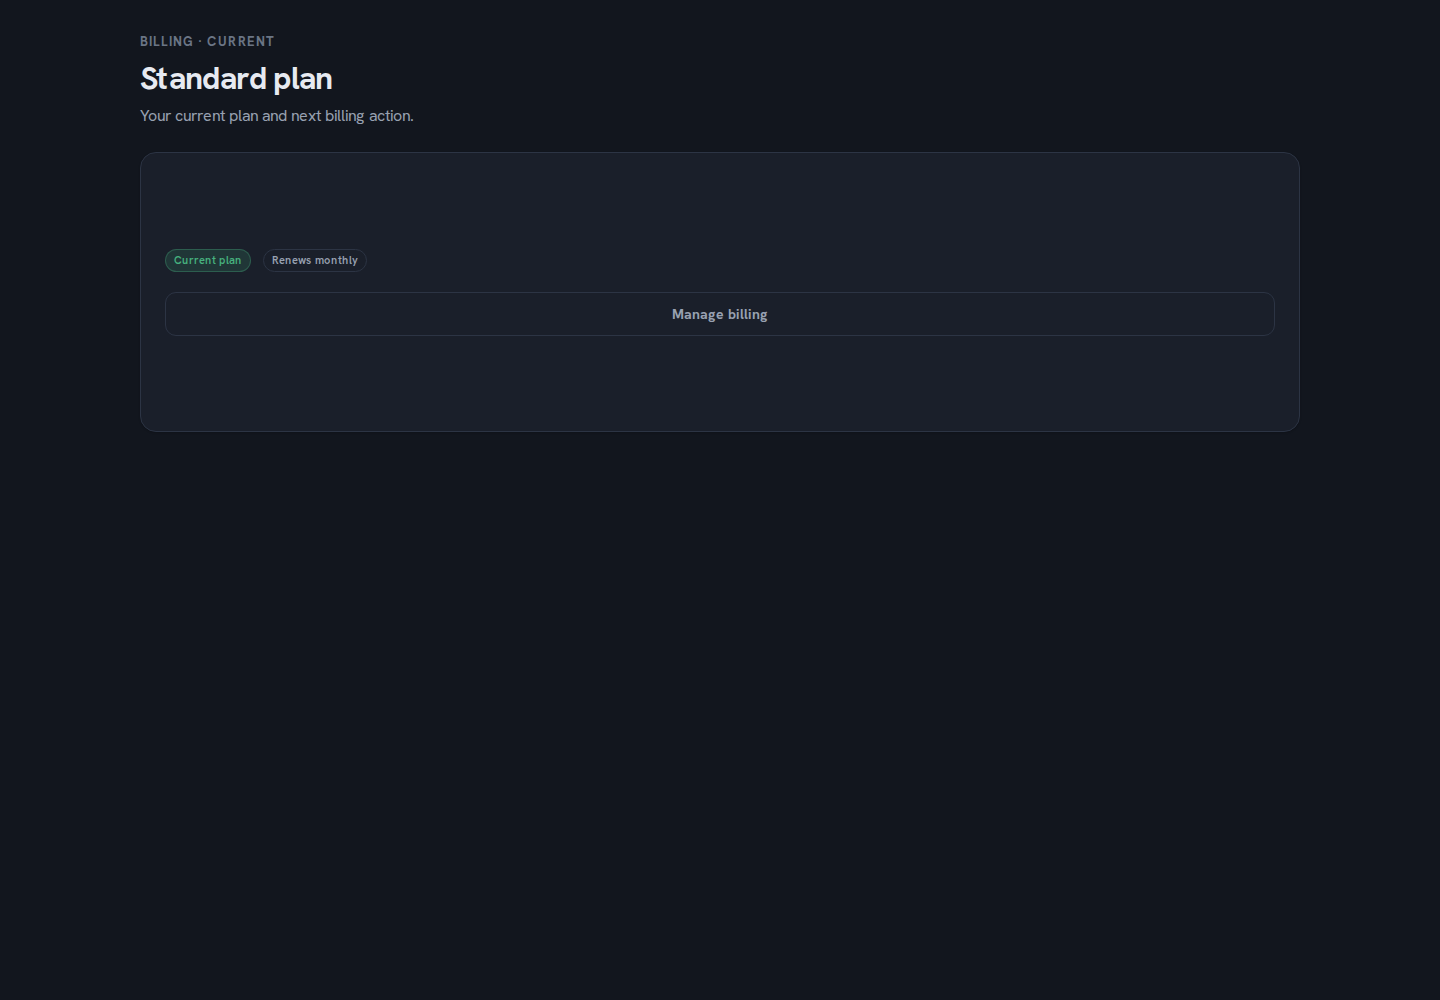 BILLING · CURRENT
Standard plan
Your current plan and next billing action.
Current plan Renews monthly
Manage billing